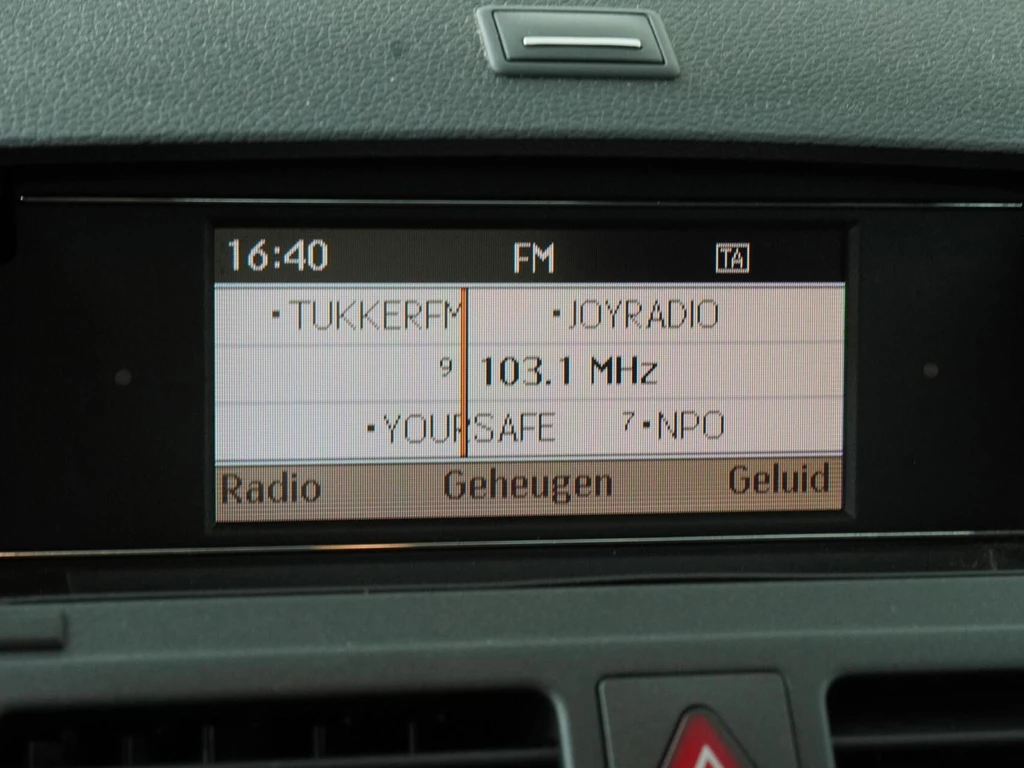 16:40 FM TA
•TUKKERFM •JOYRADIO
9 103.1 MHz
•YOURSAFE 7•NPO
Radio Geheugen Geluid